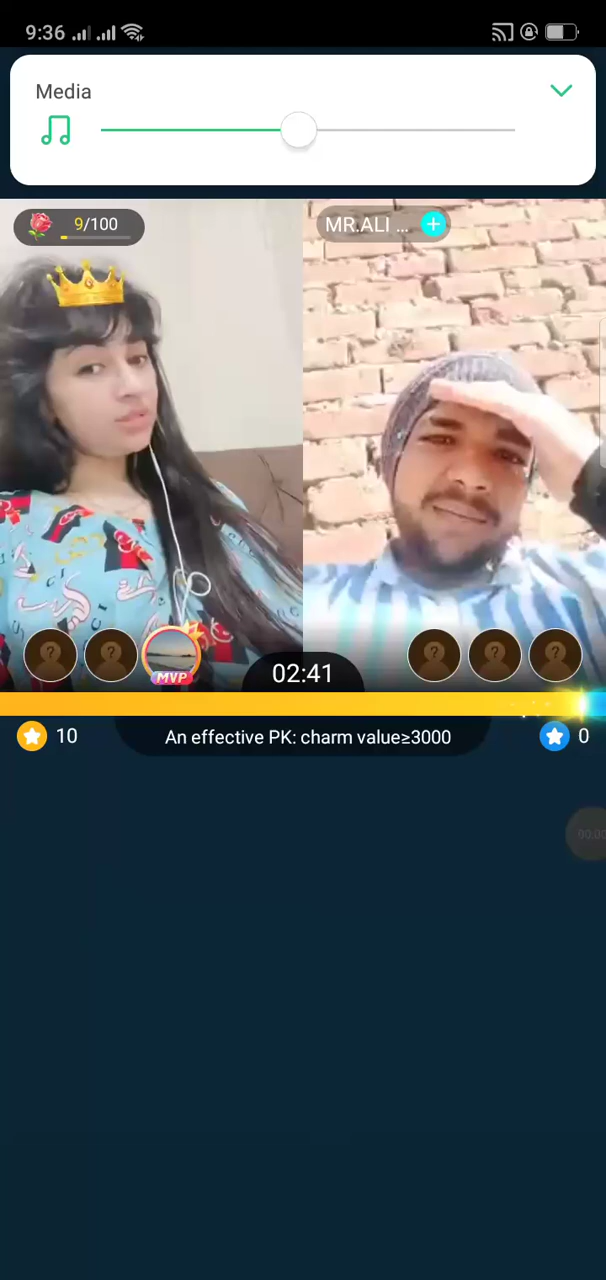 9:36
Media
9/100
MR.ALI ...
MVP
02:41
10
An effective PK: charm value≥3000
0